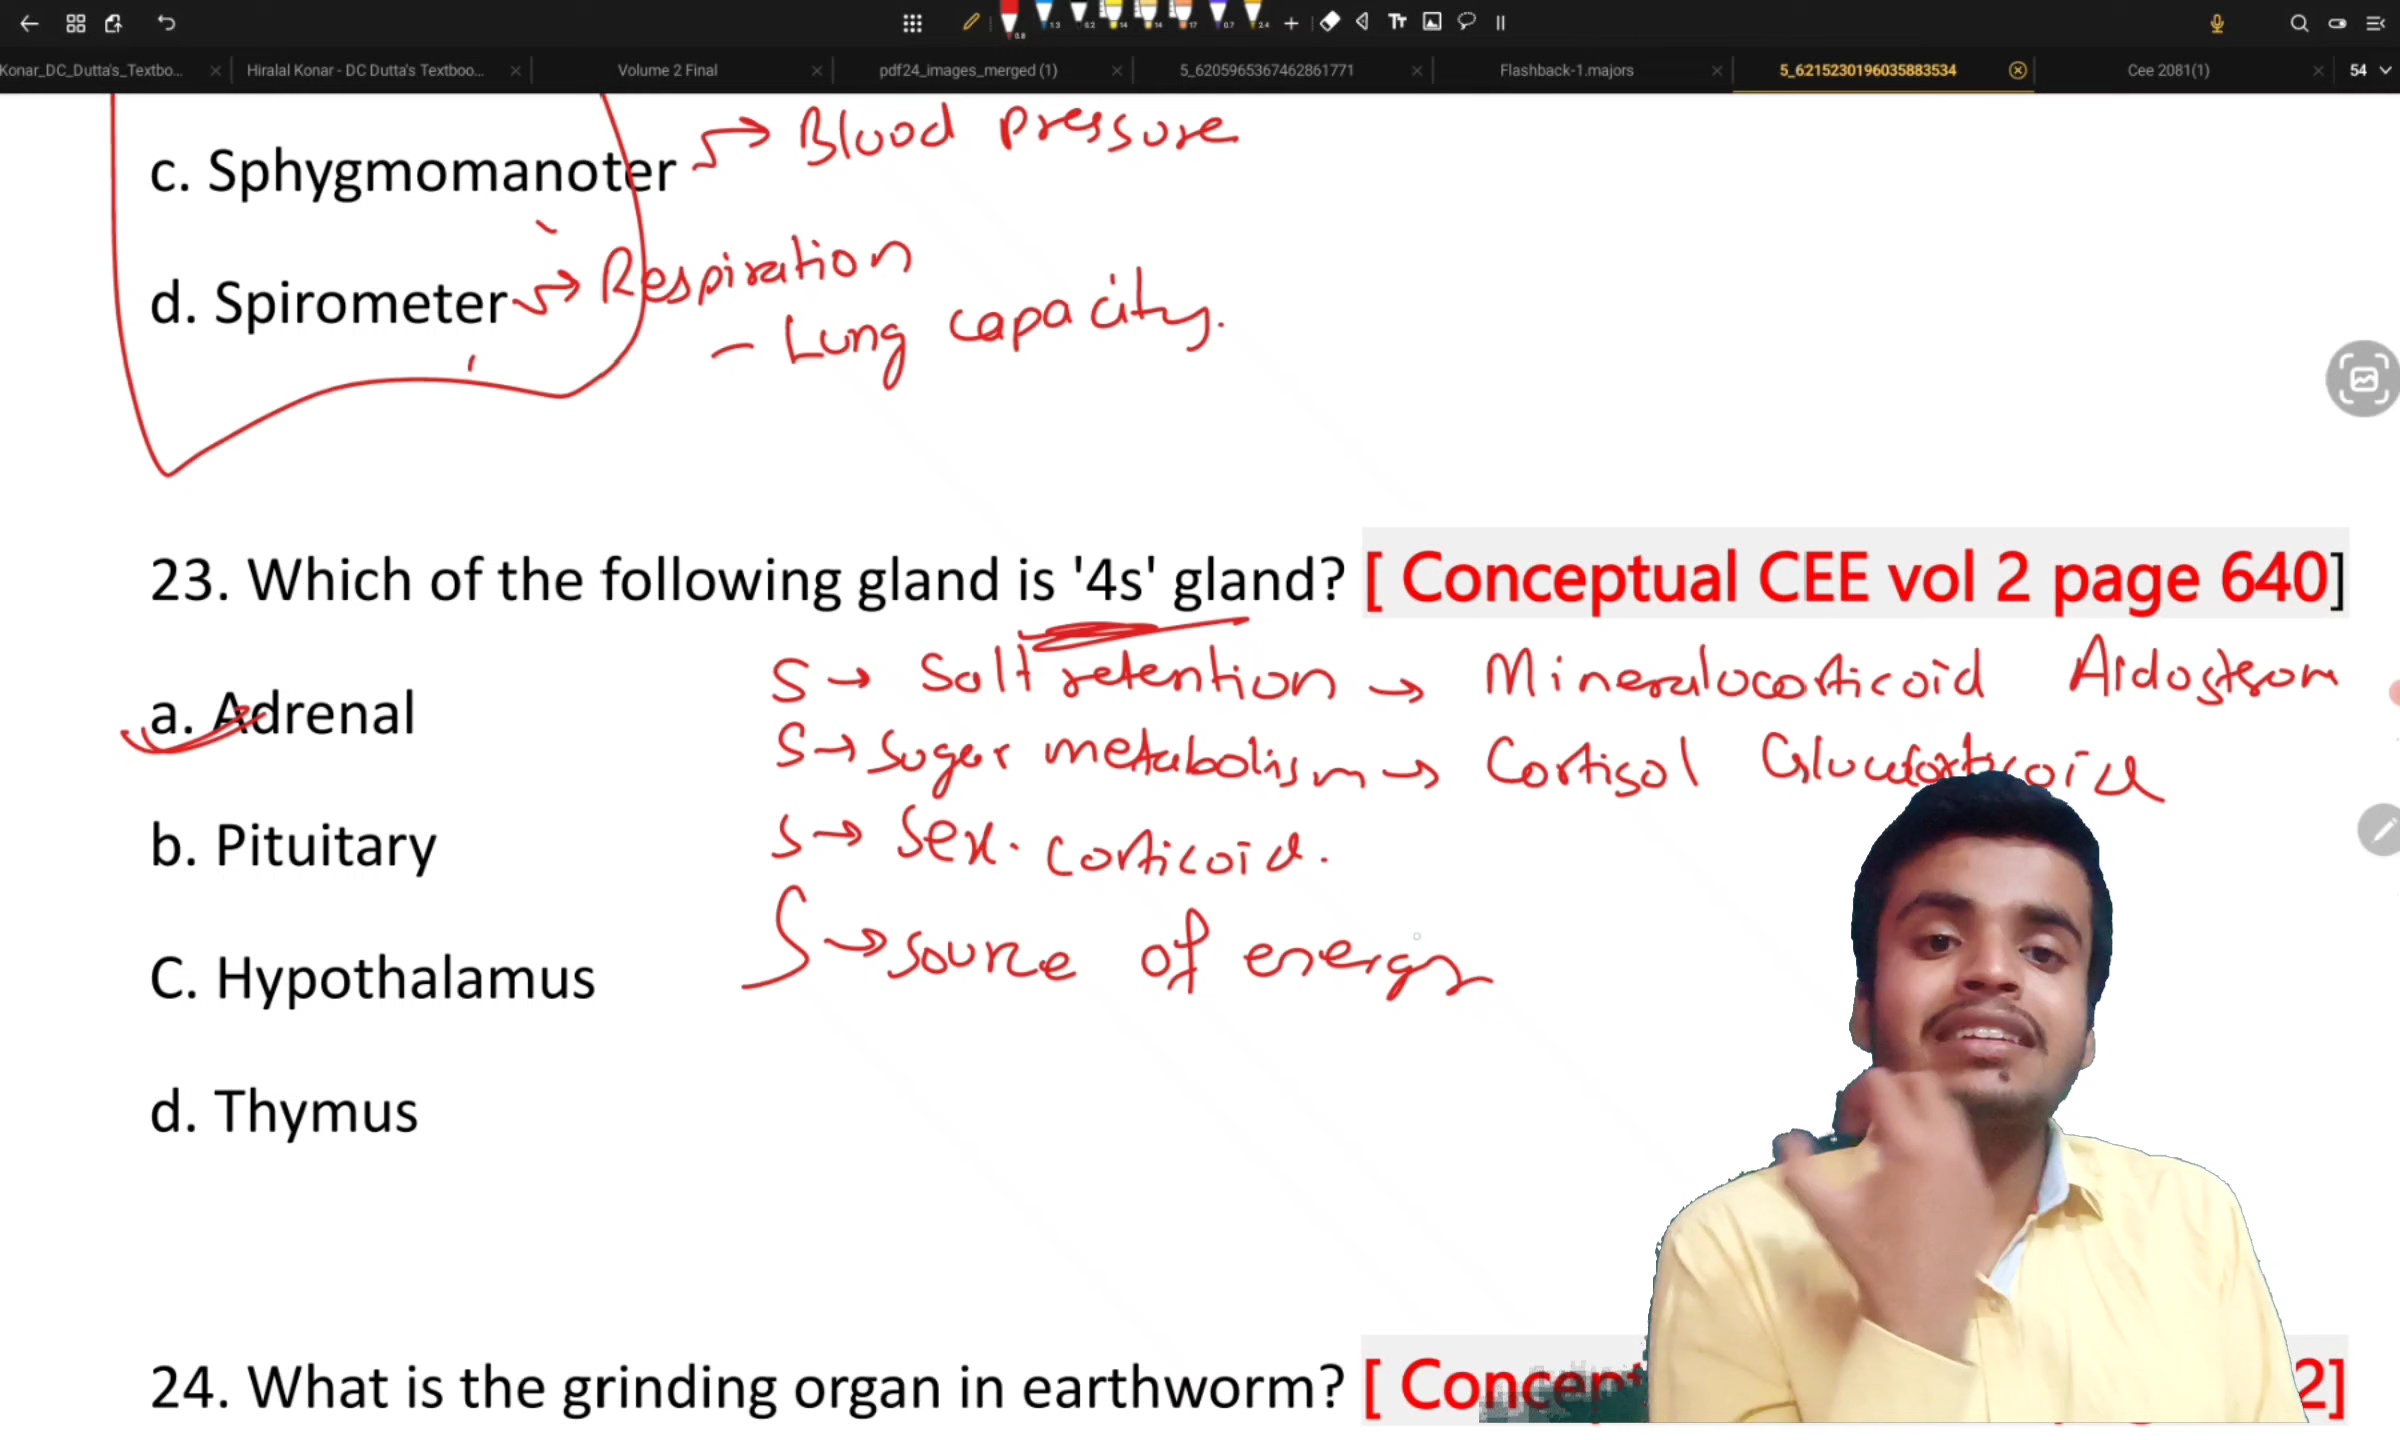 Konar_DC_Dutta's_Textbo... Hiralal Konar - DC Dutta's Textboo... Volume 2 Final pdf24_images_merged (1) 5_6205965367462861771 Flashback-1.majors 5_6215230196035883534 Cee 2081(1) 54
c. Sphygmomanoter → Blood pressure
d. Spirometer → Respiration
- Lung capacity.
23. Which of the following gland is '4s' gland? [ Conceptual CEE vol 2 page 640]
S → Salt retention → Mineralocorticoid Aldosteron
a. Adrenal
S → Suger metabolism → Cortisol Glucocorticoid
b. Pituitary
S → Sex. corticoid.
S → source of energy
C. Hypothalamus
d. Thymus
24. What is the grinding organ in earthworm? [ Concept 2]